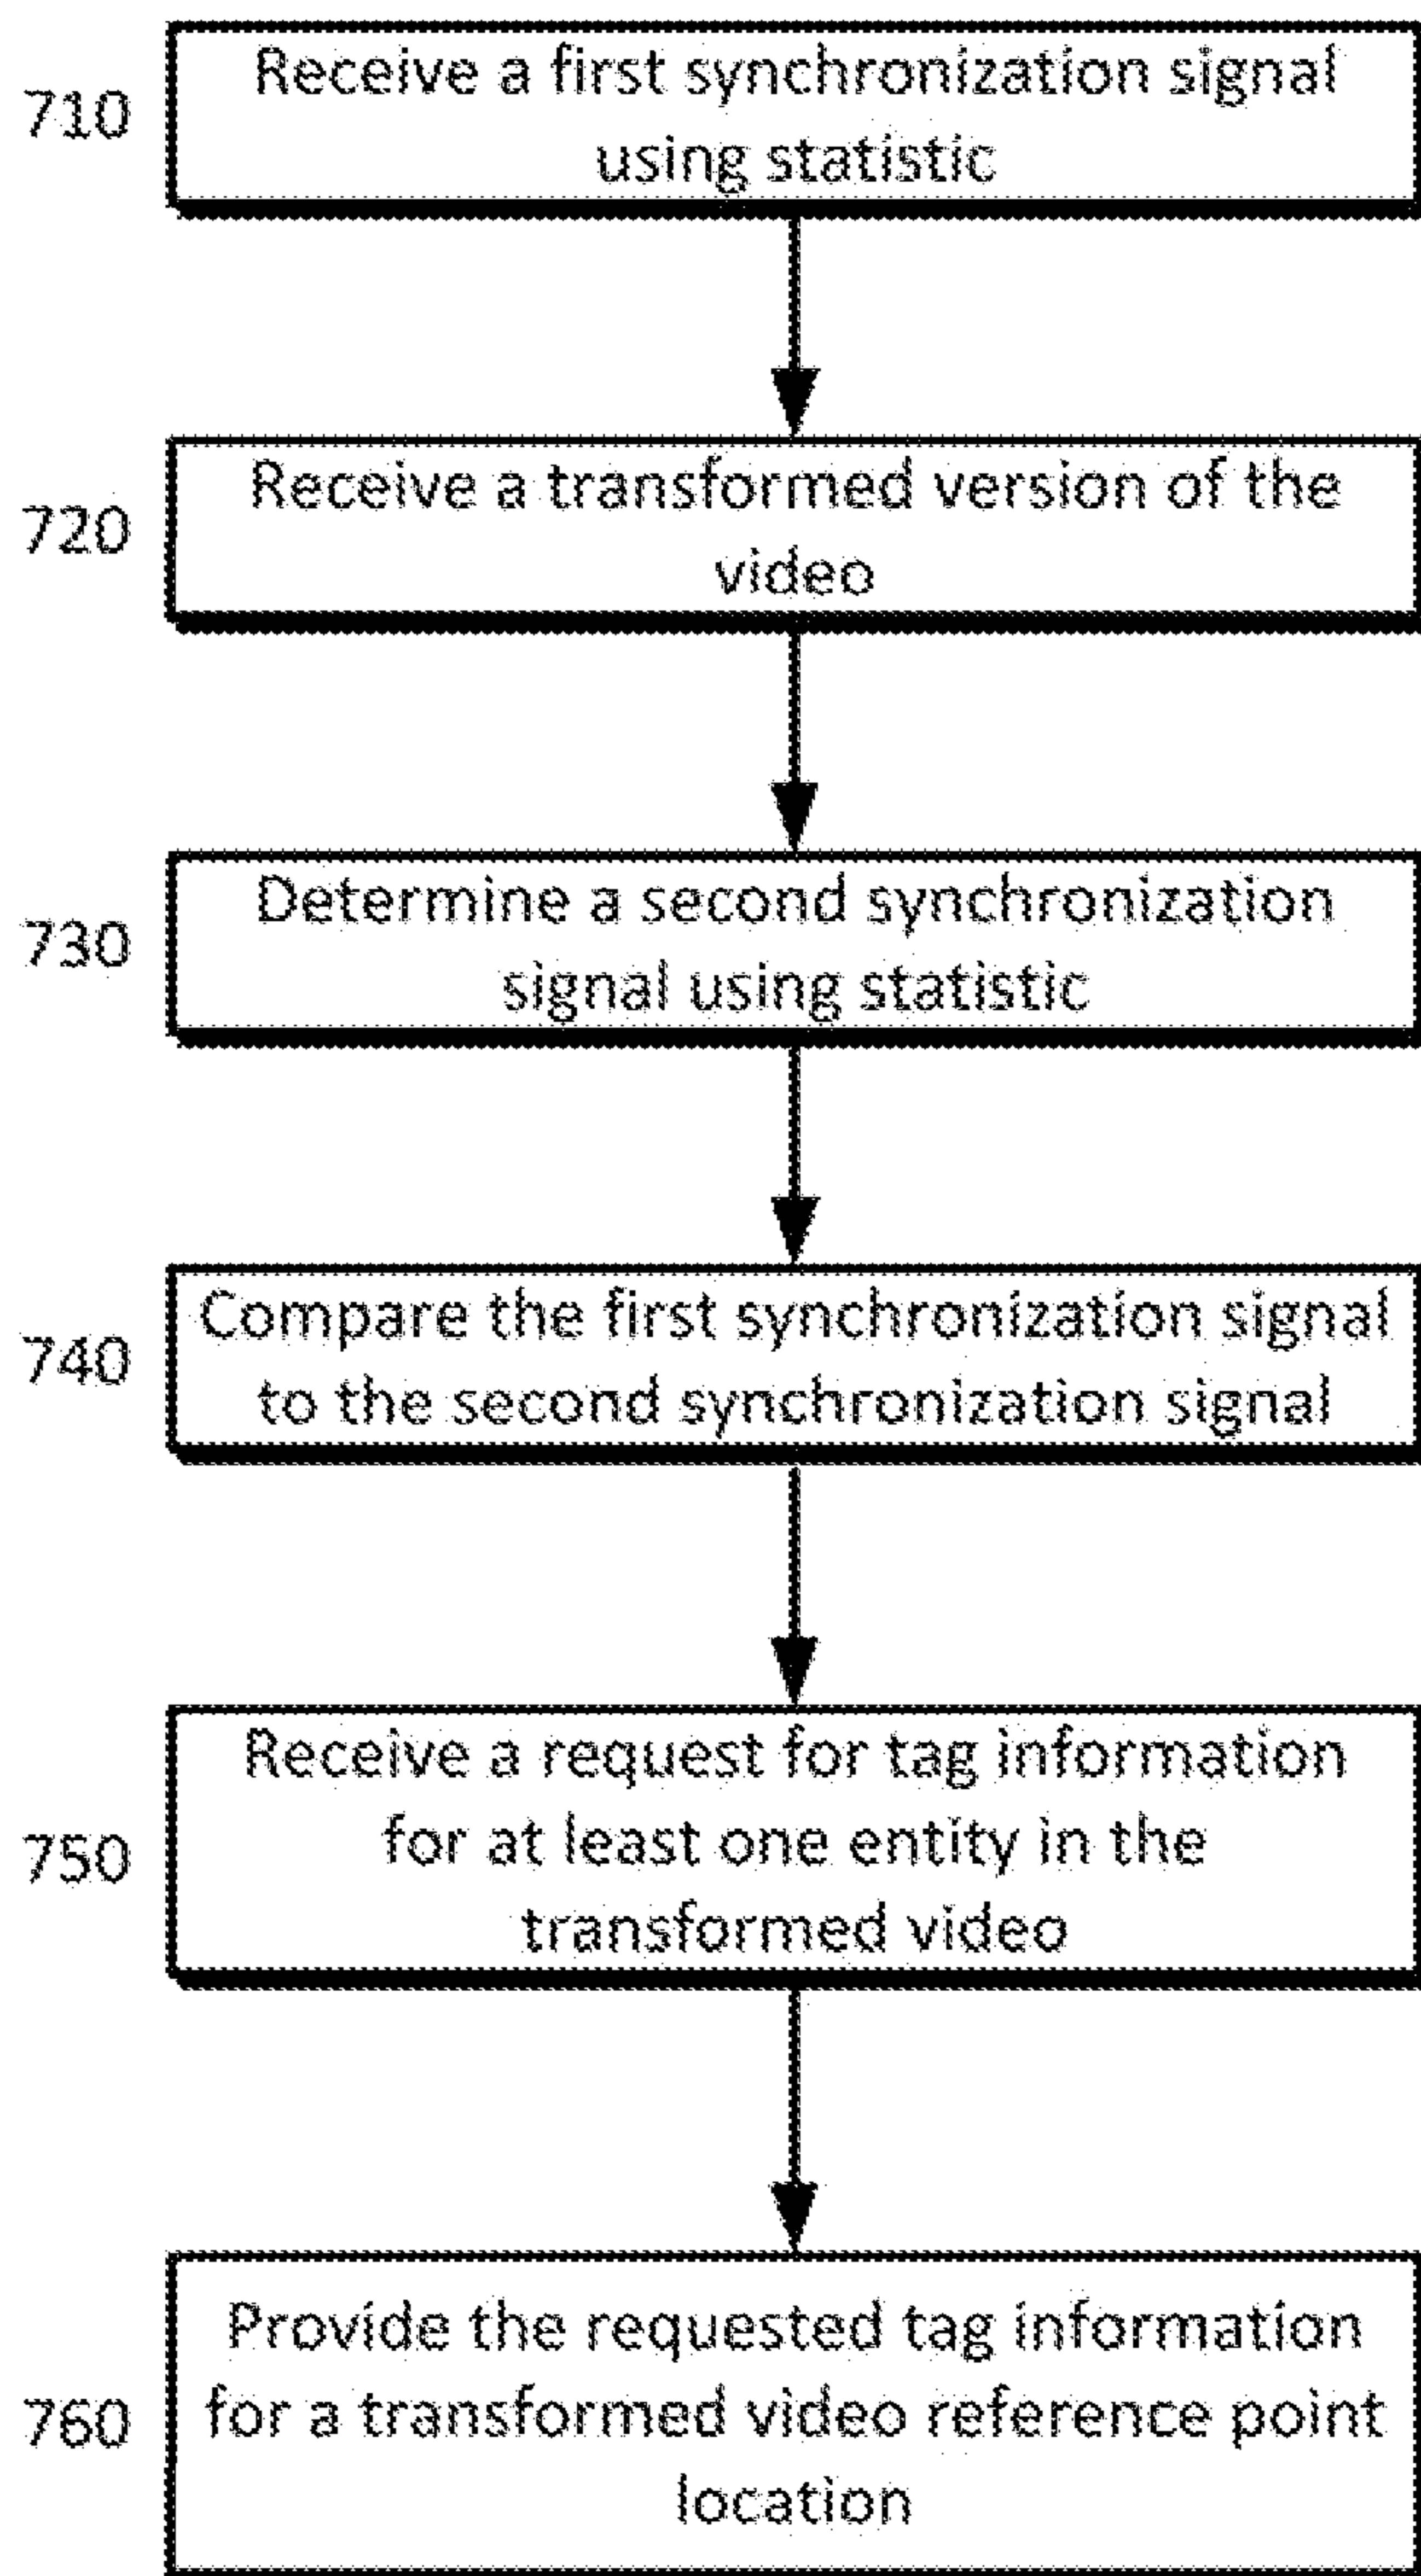 710
Receive a first synchronization signal
using statistic
720
Receive a transformed version of the
video
730
Determine a second synchronization
signal using statistic
740
Compare the first synchronization signal
to the second synchronization signal
750
Receive a request for tag information
for at least one entity in the
transformed video
760
Provide the requested tag information
for a transformed video reference point
location